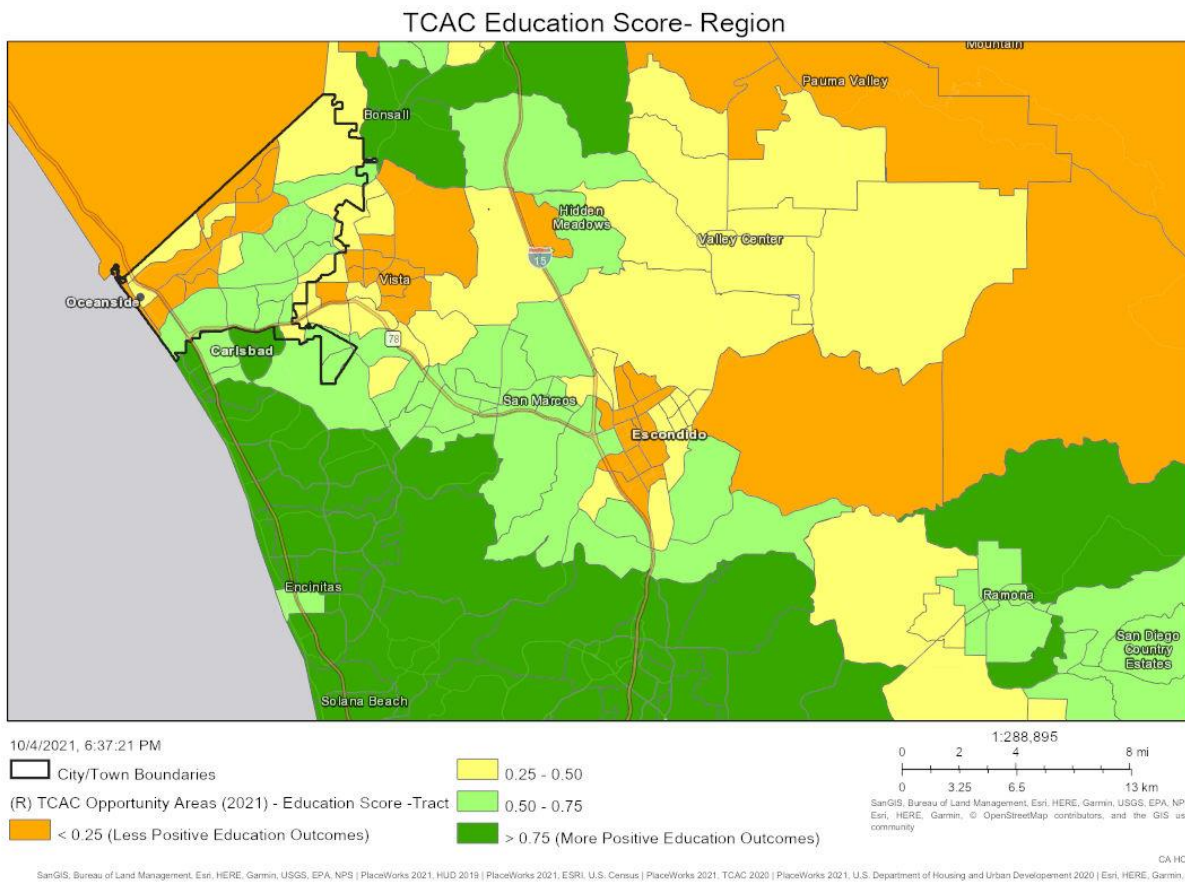 TCAC Education Score- Region
Mountain
Pauma Valley
Bonsall
Hidden
Meadows
Valley Center
15
Vista
Oceanside
78
Carlsbad
San Marcos
Escondido
Encinitas
Ramona
San Diego
Country
Estates
Solana Beach
10/4/2021, 6:37:21 PM
City/Town Boundaries
(R) TCAC Opportunity Areas (2021) - Education Score -Tract
< 0.25 (Less Positive Education Outcomes)
0.25 - 0.50
0.50 - 0.75
> 0.75 (More Positive Education Outcomes)
1:288,895
0 2 4 8 mi
0 3.25 6.5 13 km
SanGIS, Bureau of Land Management, Esri, HERE, Garmin, USGS, EPA, NP
Esri, HERE, Garmin, © OpenStreetMap contributors, and the GIS us
community
CA HC
SanGIS, Bureau of Land Management, Esri, HERE, Garmin, USGS, EPA, NPS | PlaceWorks 2021, HUD 2019 | PlaceWorks 2021, ESRI, U.S. Census | PlaceWorks 2021, TCAC 2020 | PlaceWorks 2021, U.S. Department of Housing and Urban Developement 2020 | Esri, HERE, Garmin,